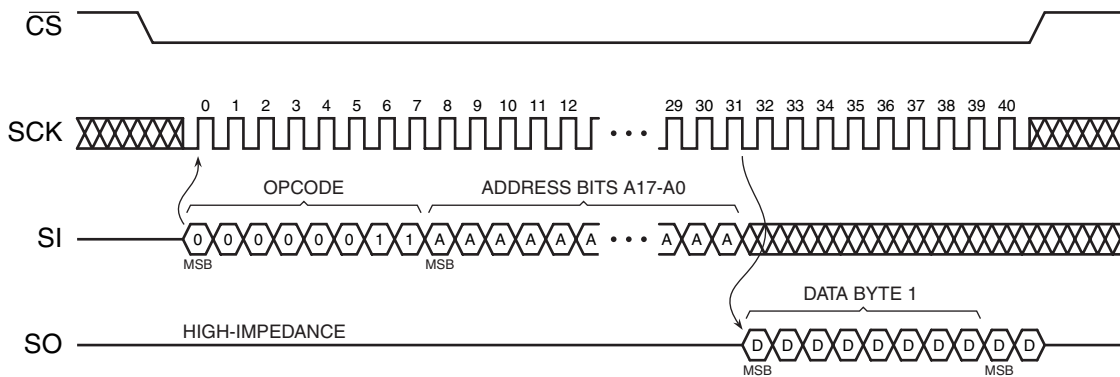 CS
0 1 2 3 4 5 6 7 8 9 10 11 12 29 30 31 32 33 34 35 36 37 38 39 40
SCK • • •
OPCODE ADDRESS BITS A17-A0
SI 0 0 0 0 0 0 1 1 A A A A A A • • • A A A
MSB MSB
DATA BYTE 1
HIGH-IMPEDANCE
SO D D D D D D D D D D
MSB MSB